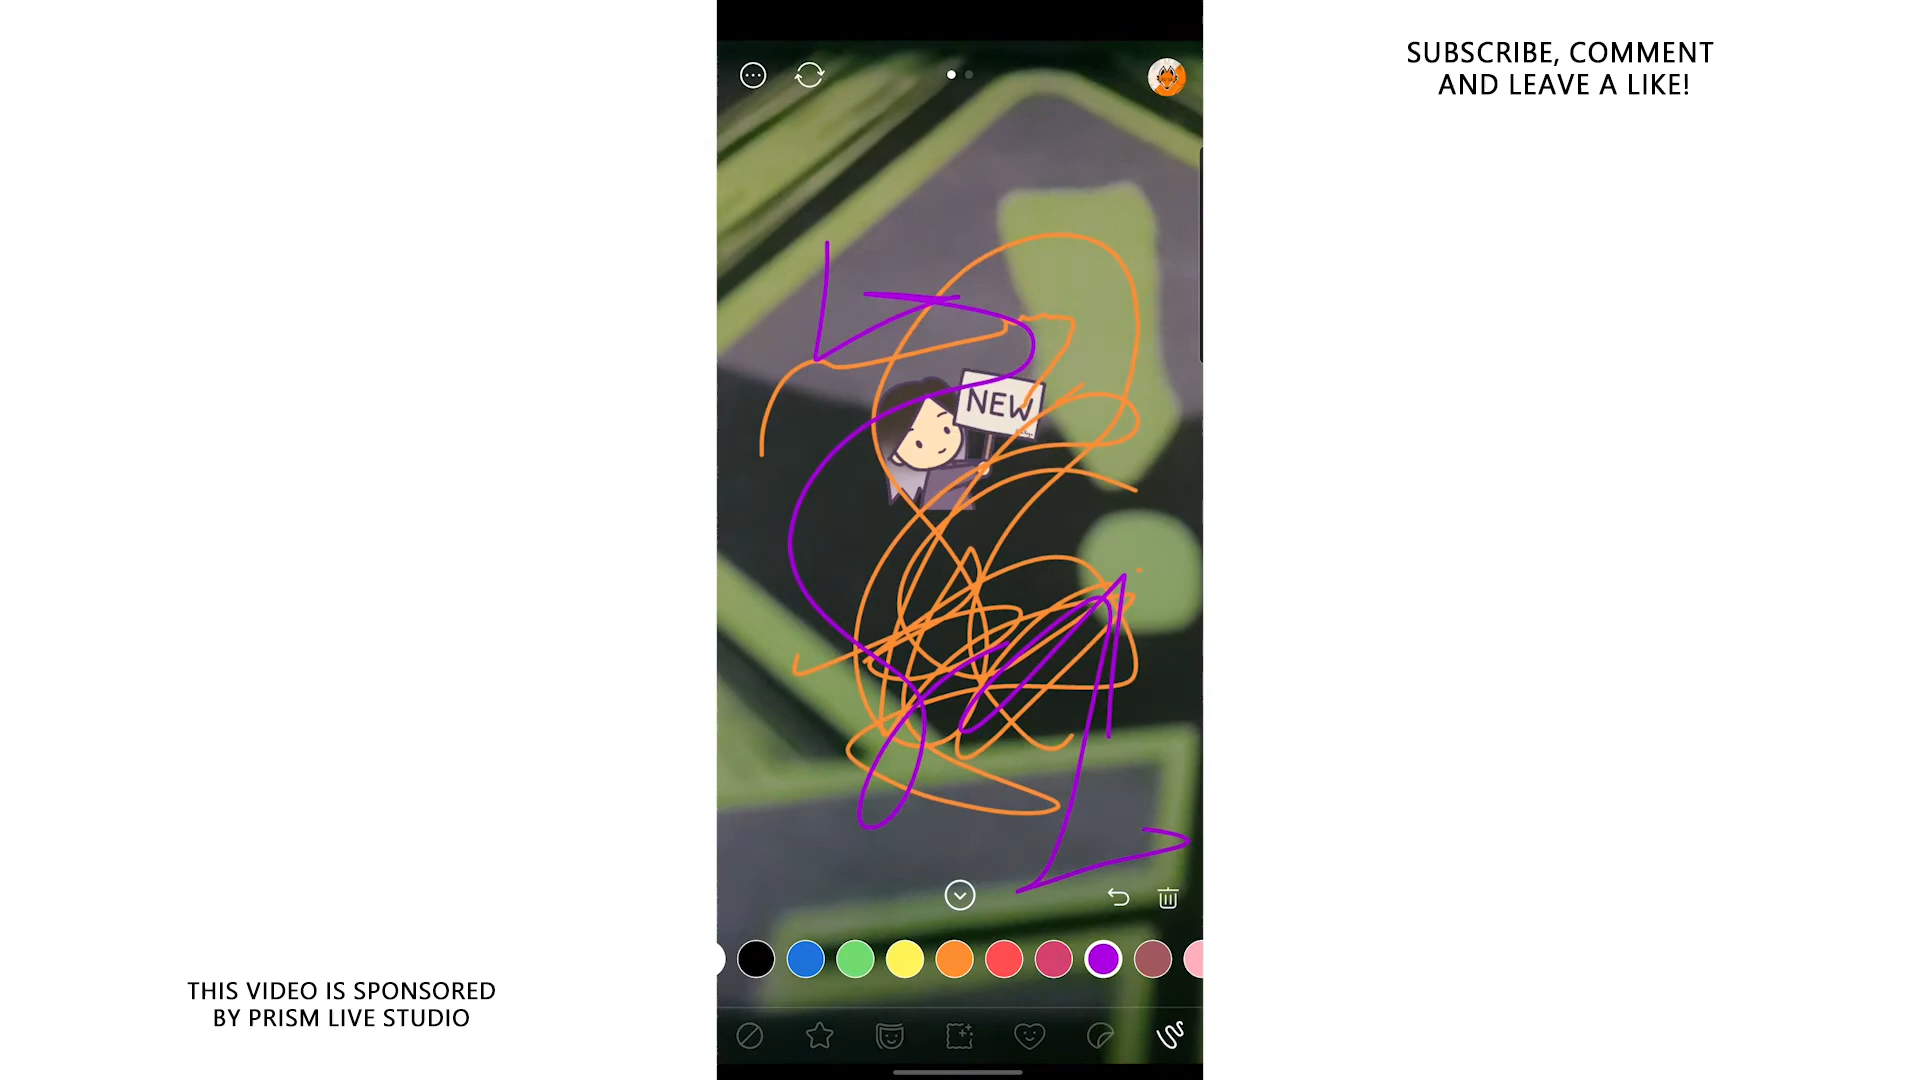 SUBSCRIBE, COMMENT
AND LEAVE A LIKE!
NEW
THIS VIDEO IS SPONSORED
BY PRISM LIVE STUDIO